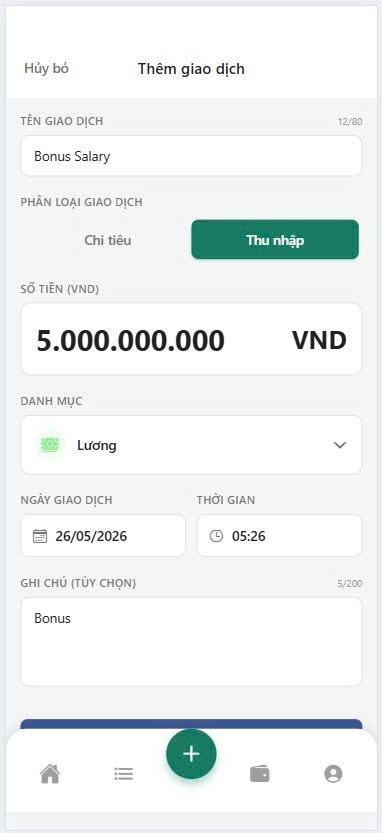 Hủy bỏ
Thêm giao dịch
TÊN GIAO DỊCH
12/80
Bonus Salary
PHÂN LOẠI GIAO DỊCH
Chi tiêu
Thu nhập
SỐ TIỀN (VND)
5.000.000.000
VND
DANH MỤC
Lương
NGÀY GIAO DỊCH
THỜI GIAN
26/05/2026
05:26
GHI CHÚ (TÙY CHỌN)
5/200
Bonus